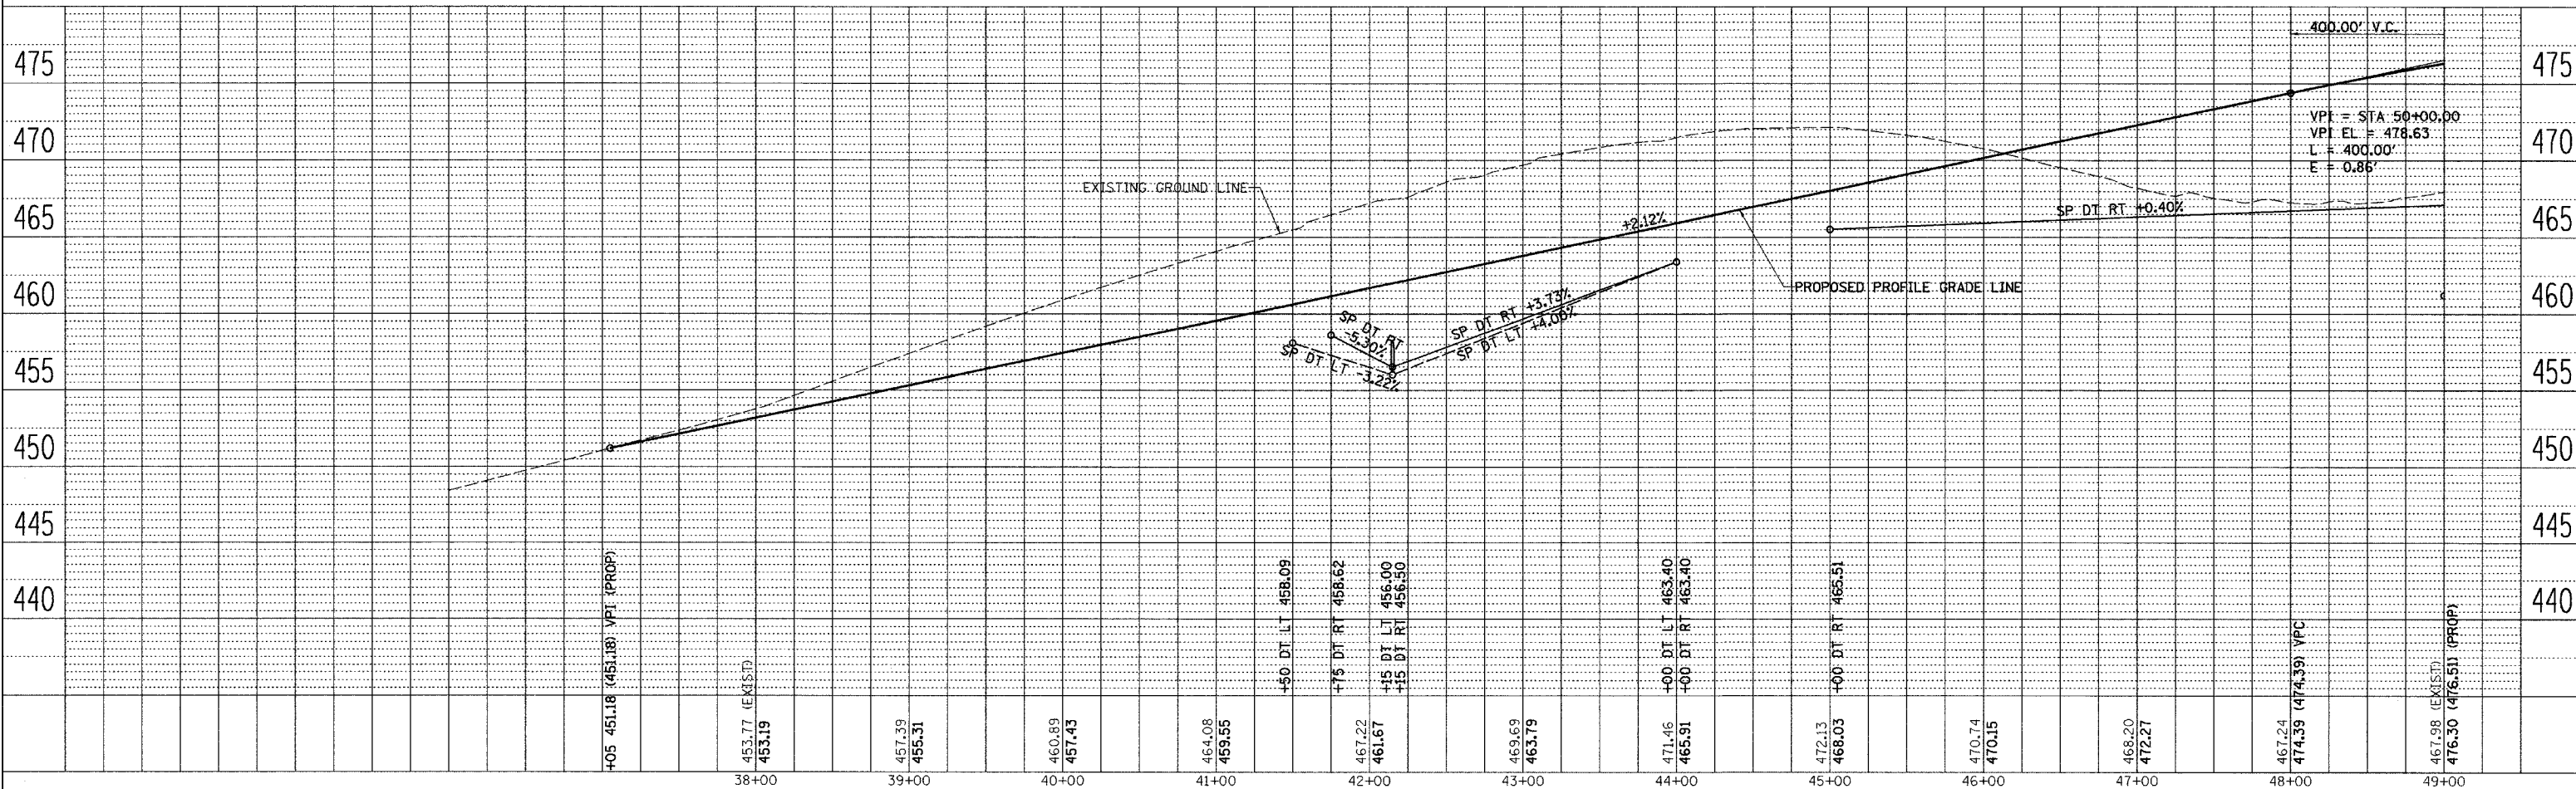 400.00' V.C.
475
475
VPI = STA 50+00.00
VPI EL = 478.63
L = 400.00'
E = 0.86'
470
470
EXISTING GROUND LINE
465
465
+2.12%
SP DT RT +0.40%
460
460
PROPOSED PROFILE GRADE LINE
SP DT RT
-5.30%
SP DT RT +3.73%
SP DT LT +4.00%
SP DT LT -3.22%
455
455
450
450
445
445
440
440
+05 451.18 (451.18) VPI (PROP)
453.77 (EXIST)
453.19
457.39
455.31
460.89
457.43
464.08
459.55
+50 DT LT 458.09
+75 DT RT 458.62
467.22
461.67
+15 DT LT 456.00
+15 DT RT 456.50
469.69
463.79
+00 DT LT 463.40
+00 DT RT 463.40
471.46
465.91
+00 DT RT 465.51
472.13
468.03
470.74
470.15
468.20
472.27
467.24
474.39 (474.39) VPC
467.98 (EXIST)
476.30 (476.51) (PROP)
38+00
39+00
40+00
41+00
42+00
43+00
44+00
45+00
46+00
47+00
48+00
49+00